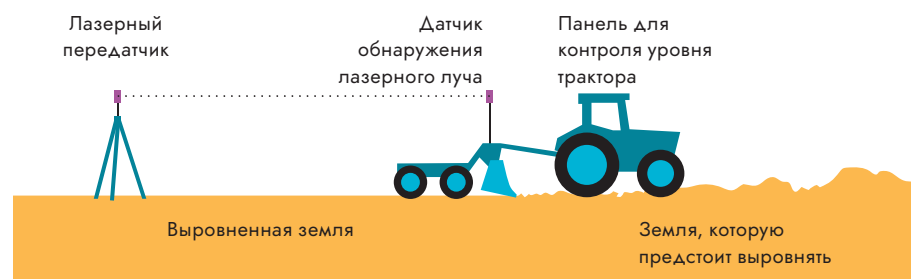 Лазерный
передатчик
Датчик
обнаружения
лазерного луча
Панель для
контроля уровня
трактора
Выровненная земля
Земля, которую
предстоит выровнять